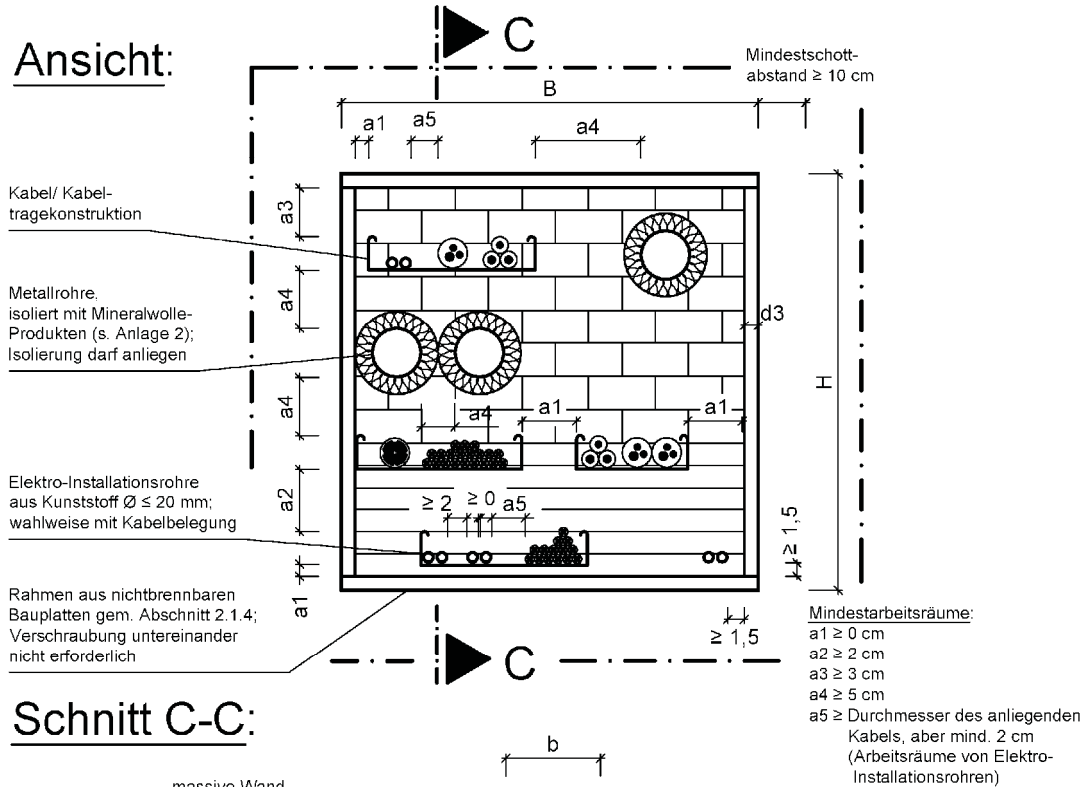 Ansicht:
C
Mindestschott-
abstand ≥ 10 cm
B
a1
a5
a4
Kabel/ Kabel-
tragekonstruktion
a3
Metallrohre,
isoliert mit Mineralwolle-
Produkten (s. Anlage 2);
Isolierung darf anliegen
a4
d3
H
a4
a4
a1
a1
Elektro-Installationsrohre
aus Kunststoff Ø ≤ 20 mm;
wahlweise mit Kabelbelegung
a2
≥ 2
≥ 0
a5
≥ 1,5
Rahmen aus nichtbrennbaren
Bauplatten gem. Abschnitt 2.1.4;
Verschraubung untereinander
nicht erforderlich
a1
≥ 1,5
C
Mindestarbeitsräume:
a1 ≥ 0 cm
a2 ≥ 2 cm
a3 ≥ 3 cm
a4 ≥ 5 cm
a5 ≥ Durchmesser des anliegenden
Kabels, aber mind. 2 cm
(Arbeitsräume von Elektro-
Installationsrohren)
Schnitt C-C:
b
massive Wand